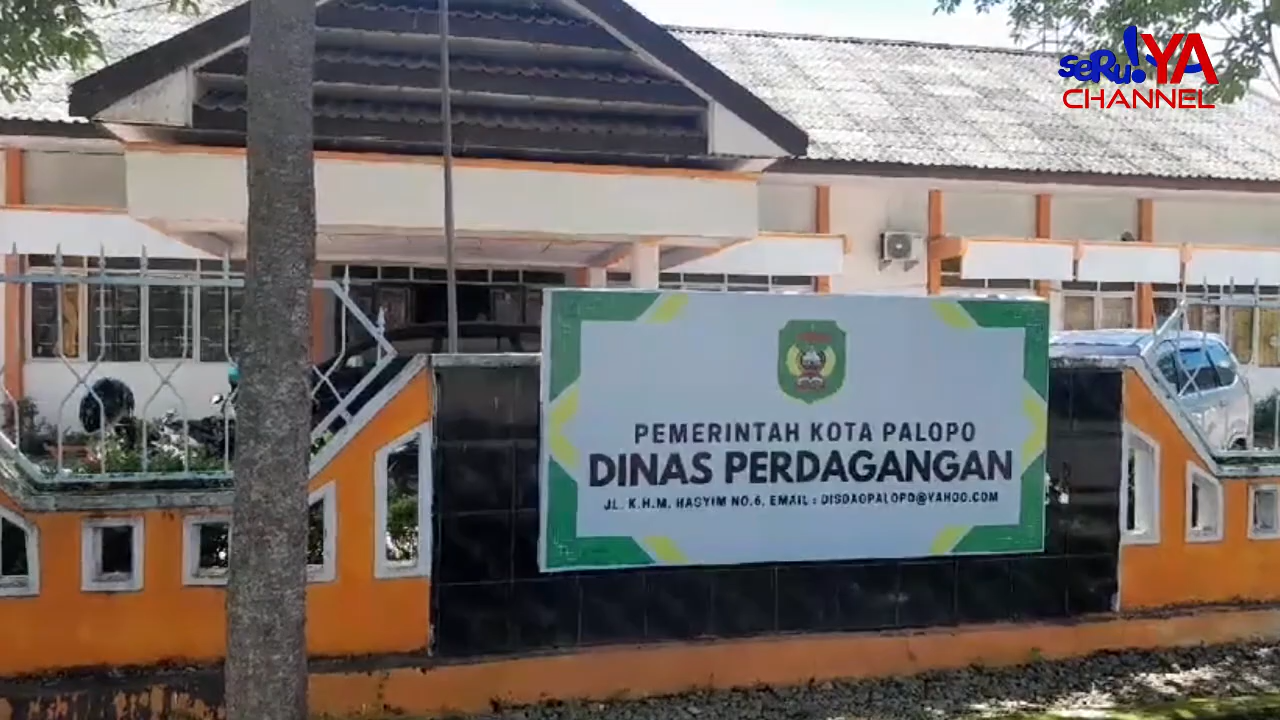 seRu!YA
CHANNEL
PEMERINTAH KOTA PALOPO
DINAS PERDAGANGAN
JL. K.H.M. HASYIM NO.6, EMAIL : DISDAGPALOPO@YAHOO.COM